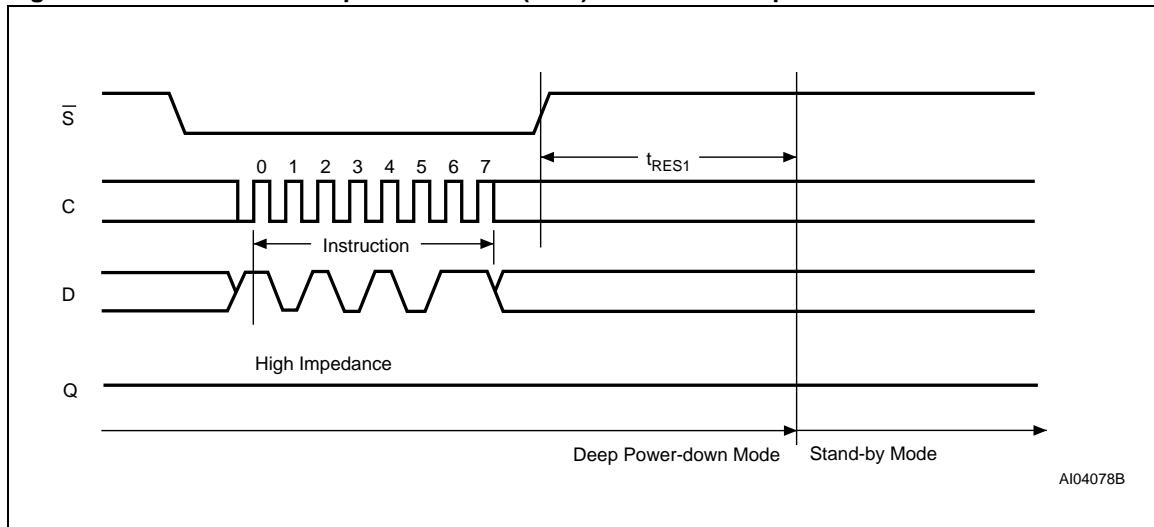 S
tRES1
0 1 2 3 4 5 6 7
C
Instruction
D
High Impedance
Q
Deep Power-down Mode Stand-by Mode
AI04078B